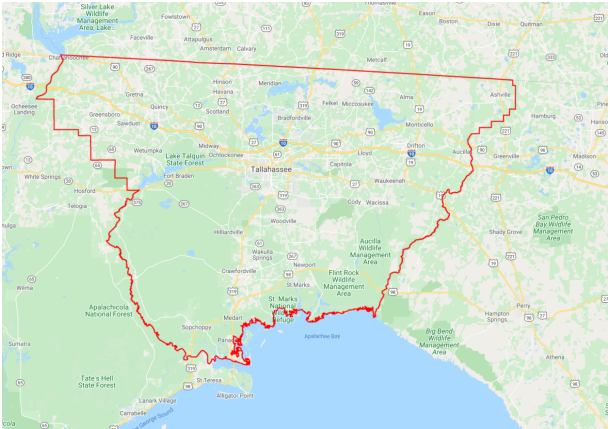 Silver Lake
Wildlife
Management
Area, Lake...
Fowlstown
Eason
Boston
Dixie
Quitman
Faceville
Attapulgus
Amsterdam
Calvary
Metcalf
Ridge
Chattahoochee
Ocheesee
Landing
Gretna
Quincy
Hinson
Havana
Scotland
Meridian
Felkel
Miccosukee
Alma
Ashville
Hamburg
Hanson
Greensboro
Sawdust
Bradfordville
Monticello
Wetumpka
Midway
Ochlockonee
Lake Talquin
State Forest
Fort Braden
Tallahassee
Capitola
Lloyd
Drifton
Aucilla
Greenville
Madison
White Springs
Hosford
Telogia
Waukeenah
Cody
Wacissa
Woodville
Hilliardville
Wakulla
Springs
Aucilla
Wildlife
Management
Area
San Pedro
Bay Wildlife
Management
Area
Shady Grove
Crawfordville
Newport
St. Marks
Flint Rock
Wildlife
Management
Area
Wilma
Apalachicola
National Forest
St. Marks
National
Medart
Sopchoppy
Apalachee Bay
Hampton
Springs
Big Bend
Wildlife
Management
Area
Athena
Sumatra
Tate's Hell
State Forest
St. Teresa
Lanark Village
Alligator Point
Carrabelle